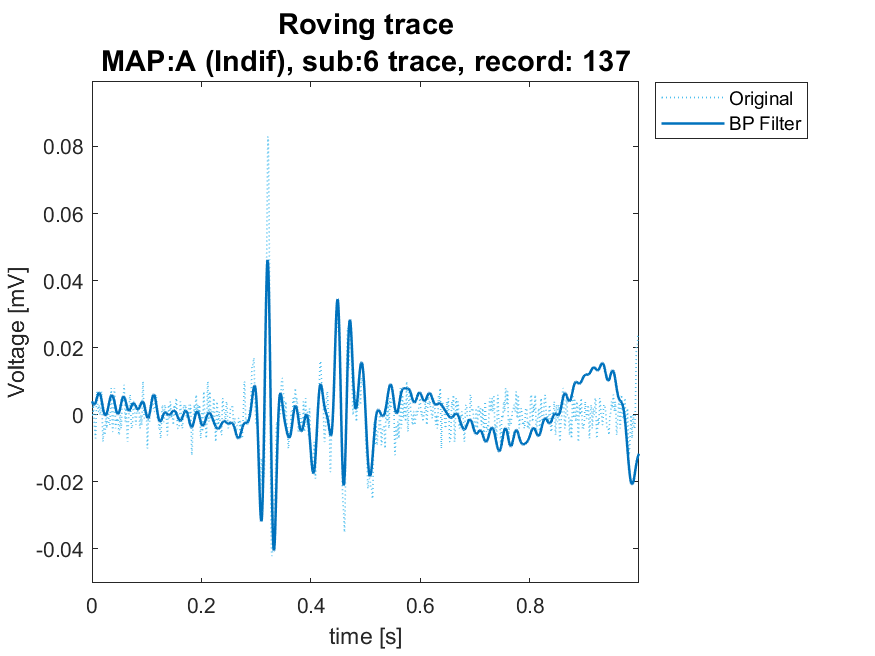 Roving trace
MAP:A (Indif), sub:6 trace, record: 137
Original
BP Filter
0.08
0.06
0.04
0.02
0
-0.02
-0.04
Voltage [mV]
0 0.2 0.4 0.6 0.8
time [s]